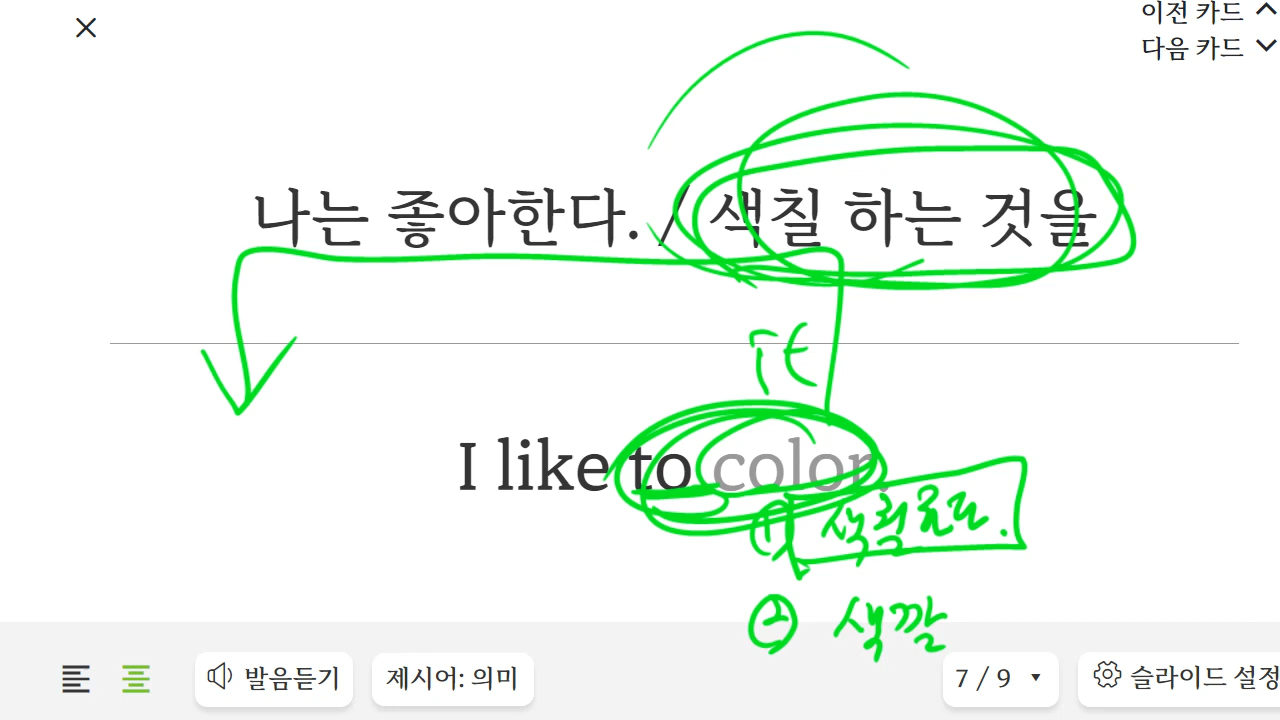 이전 카드
다음 카드
나는 좋아한다. / 색칠 하는 것을
I like to color.
① 색칠하다.
② 색깔
발음듣기
제시어: 의미
7 / 9
슬라이드 설정